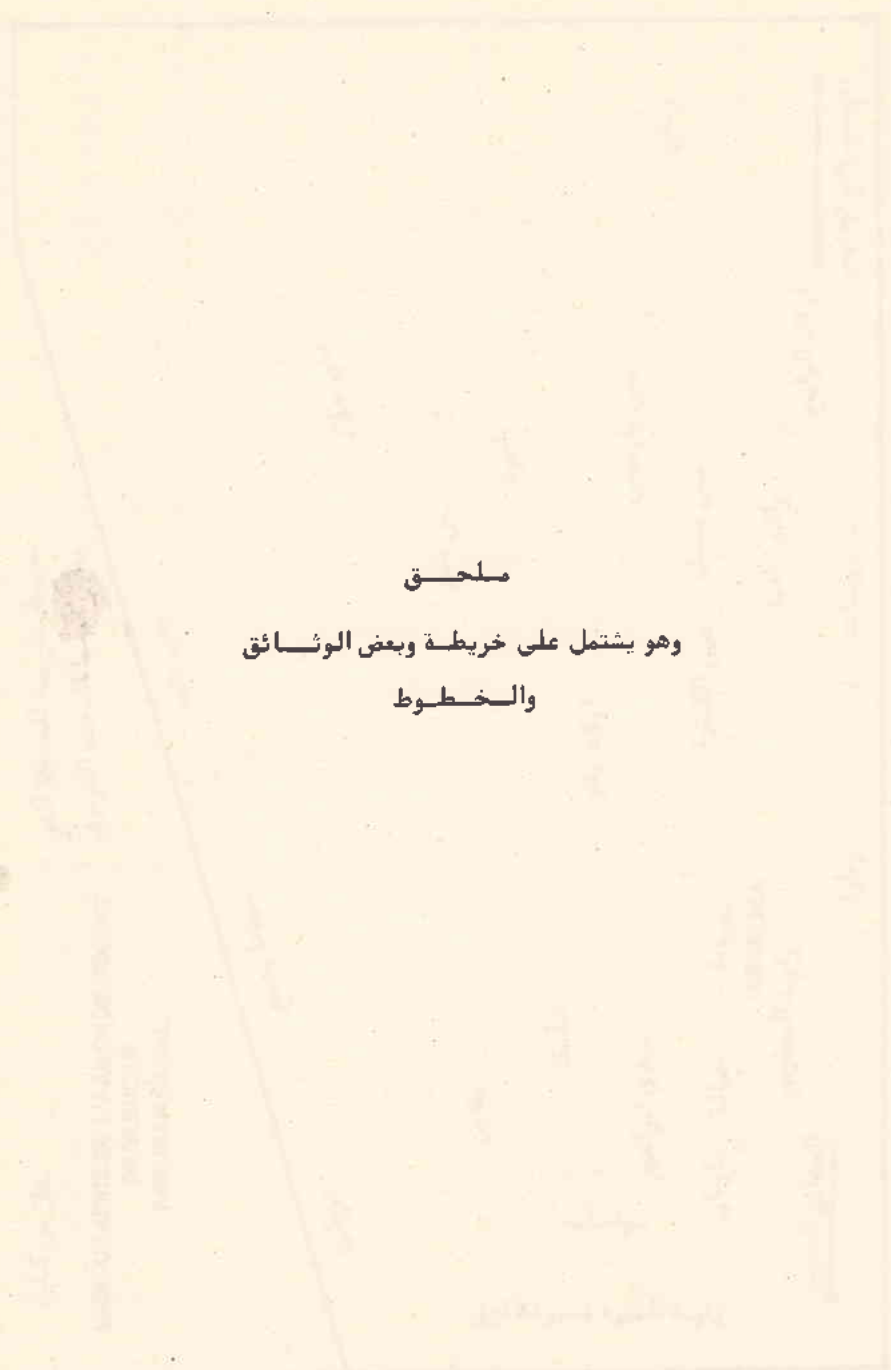 ملحق
وهو يشتمل على خريطة وبعض الوثائق
والخطوط